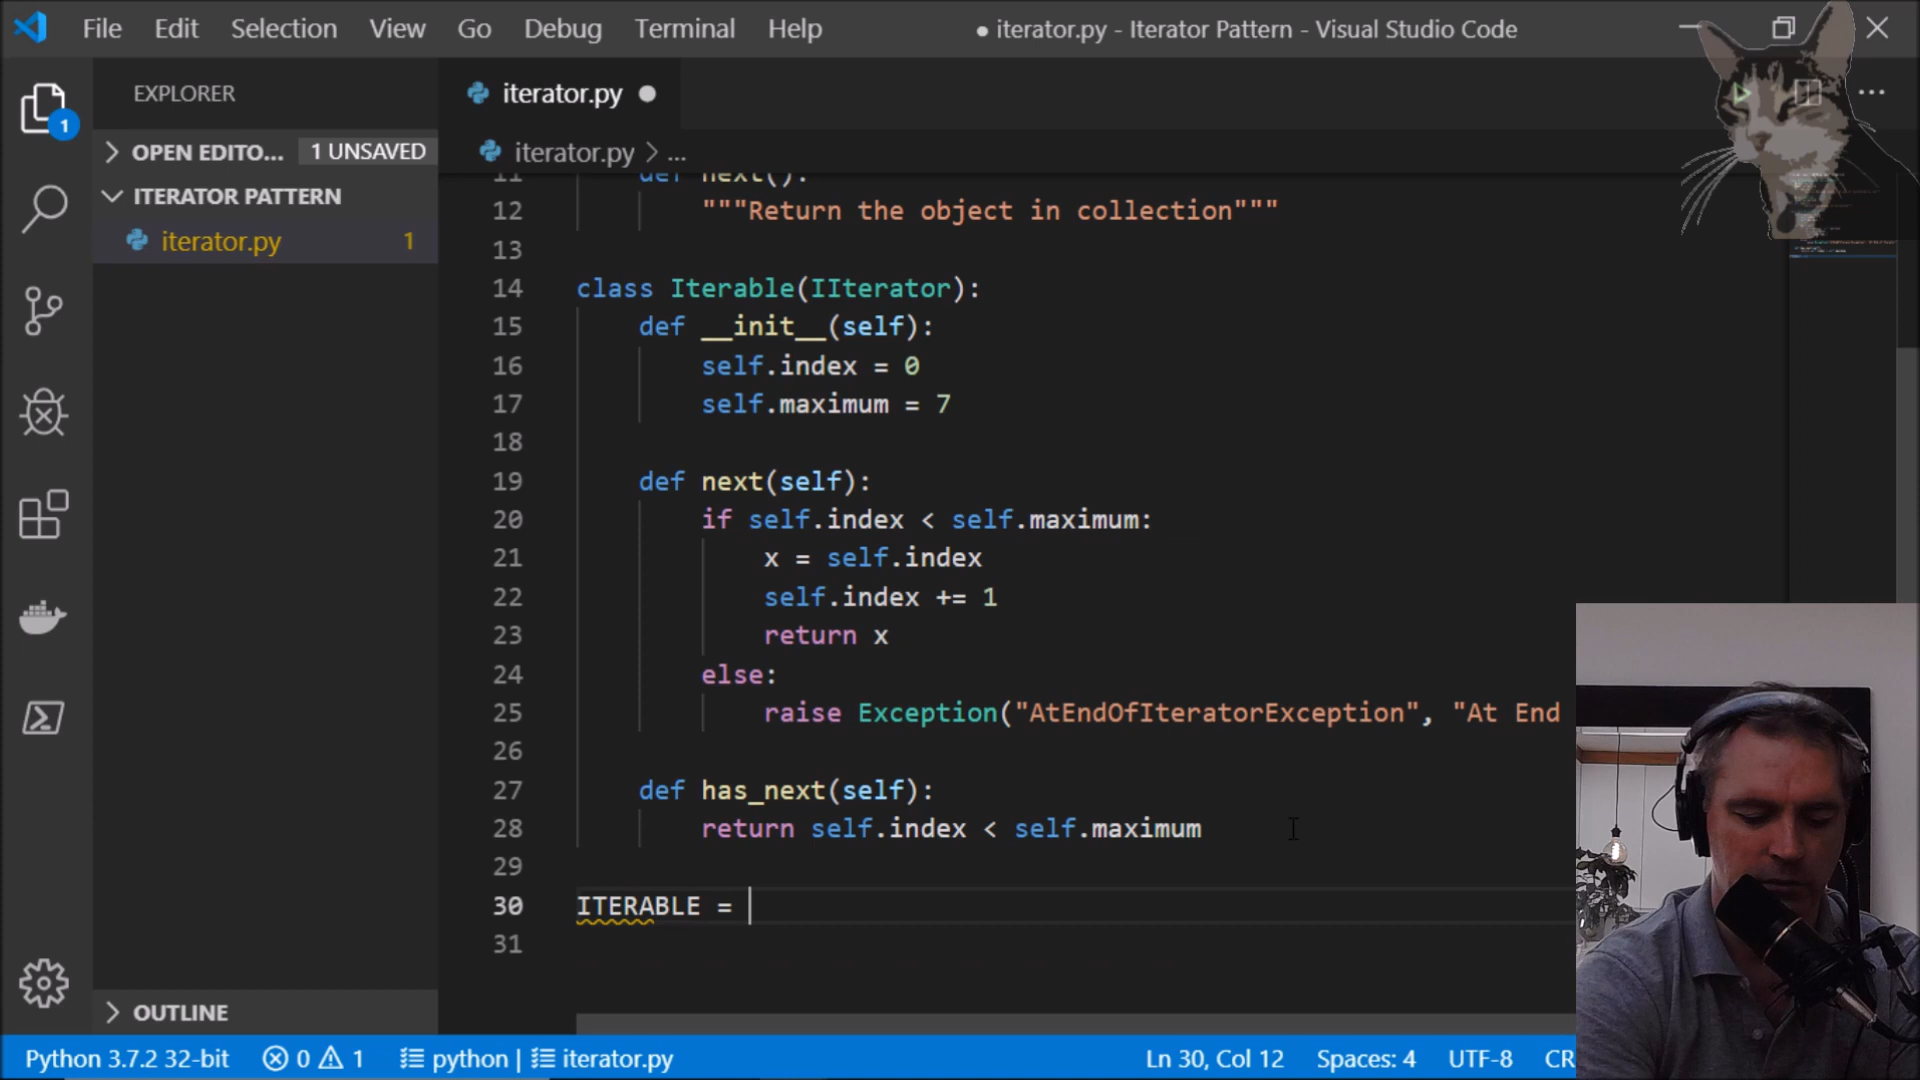 File Edit Selection View Go Debug Terminal Help ● iterator.py - Iterator Pattern - Visual Studio Code
EXPLORER
iterator.py ●
OPEN EDITO... 1 UNSAVED
iterator.py > ...
ITERATOR PATTERN
iterator.py 1
11 def next():
12 """Return the object in collection"""
13
14 class Iterable(IIterator):
15 def __init__(self):
16 self.index = 0
17 self.maximum = 7
18
19 def next(self):
20 if self.index < self.maximum:
21 x = self.index
22 self.index += 1
23 return x
24 else:
25 raise Exception("AtEndOfIteratorException", "At End
26
27 def has_next(self):
28 return self.index < self.maximum
29
30 ITERABLE =
31
OUTLINE
1
Python 3.7.2 32-bit 0 1 python | iterator.py Ln 30, Col 12 Spaces: 4 UTF-8 CR